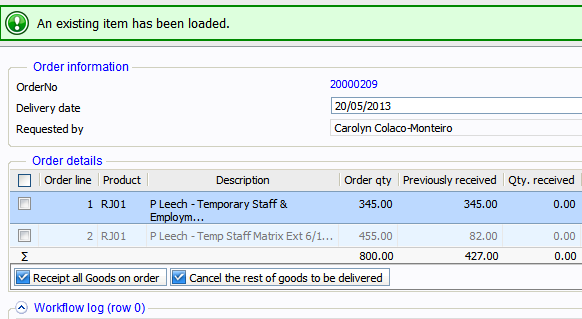 An existing item has been loaded.
Order information
OrderNo 20000209
Delivery date 20/05/2013
Requested by Carolyn Colaco-Monteiro
Order details
Order line Product Description Order qty Previously received Qty. received
1 RJ01 P Leech - Temporary Staff & Employm... 345.00 345.00 0.00
2 RJ01 P Leech - Temp Staff Matrix Ext 6/1... 455.00 82.00 0.00
Σ 800.00 427.00 0.00
Receipt all Goods on order Cancel the rest of goods to be delivered
Workflow log (row 0)